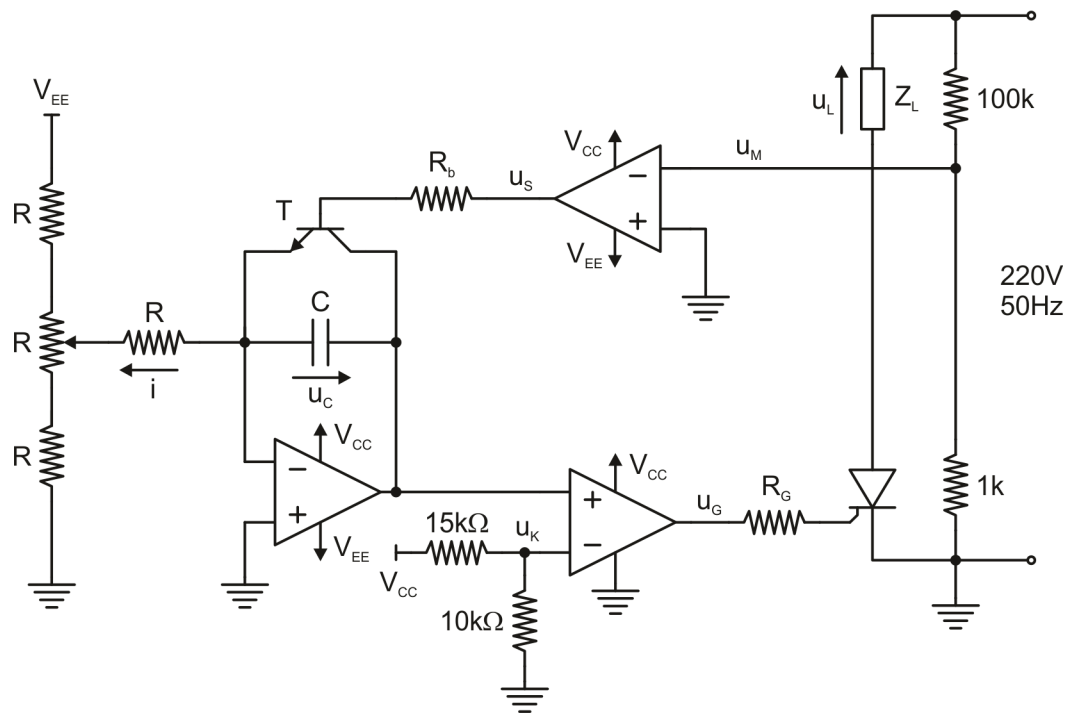 100k
u_L
Z_L
V_EE
V_CC
u_M
R_b
u_S
−
T
R
+
V_EE
220V
50Hz
C
R
R
i
u_C
V_CC
R
−
V_CC
+
u_G
R_G
1k
+
15kΩ
u_K
−
V_EE
V_CC
10kΩ